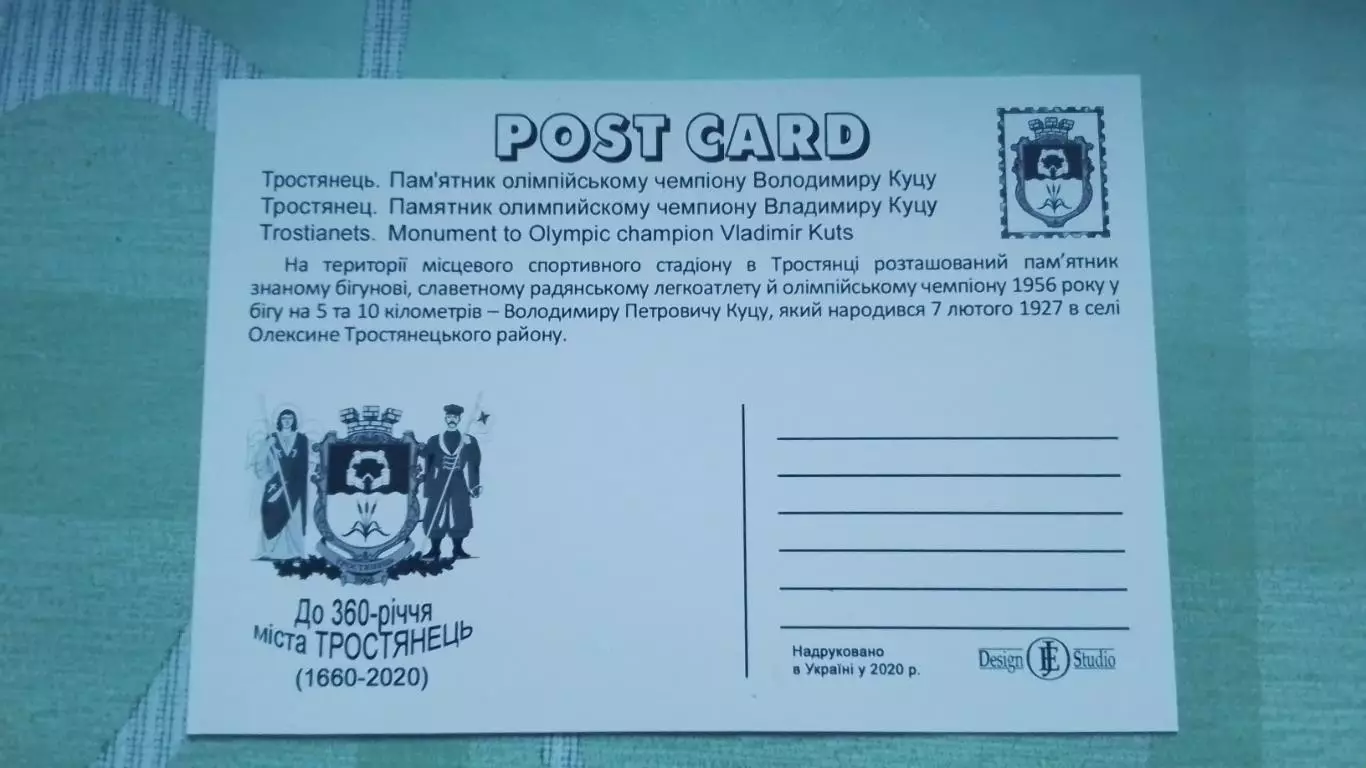 POST CARD
Тростянець. Пам'ятник олімпійському чемпіону Володимиру Куцу
Тростянец. Памятник олимпийскому чемпиону Владимиру Куцу
Trostianets. Monument to Olympic champion Vladimir Kuts
На території місцевого спортивного стадіону в Тростянці розташований пам'ятник
знаному бігунові, славетному радянському легкоатлету й олімпійському чемпіону 1956 року у
бігу на 5 та 10 кілометрів – Володимиру Петровичу Куцу, який народився 7 лютого 1927 в селі
Олексине Тростянецького району.
ТРОСТЯНЕЦЬ
1660
До 360-річчя
міста ТРОСТЯНЕЦЬ
(1660-2020)
Надруковано
в Україні у 2020 р.
Design Studio